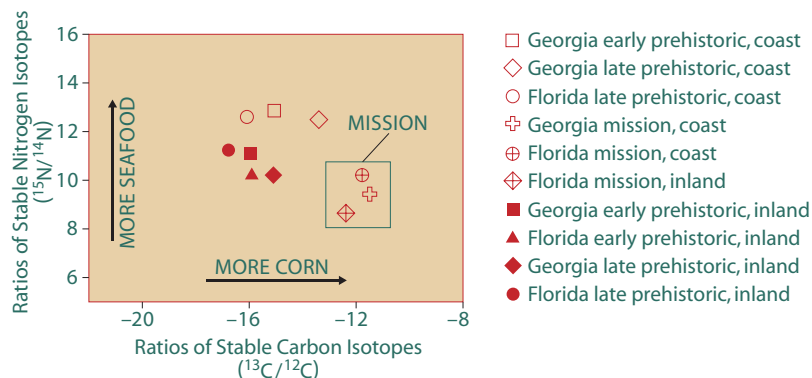 16
14
12
10
8
6
Ratios of Stable Nitrogen Isotopes
(¹⁵N/¹⁴N)
MORE SEAFOOD
MISSION
MORE CORN
−20
−16
−12
−8
Ratios of Stable Carbon Isotopes
(¹³C/¹²C)
Georgia early prehistoric, coast
Georgia late prehistoric, coast
Florida late prehistoric, coast
Georgia mission, coast
Florida mission, coast
Florida mission, inland
Georgia early prehistoric, inland
Florida early prehistoric, inland
Georgia late prehistoric, inland
Florida late prehistoric, inland